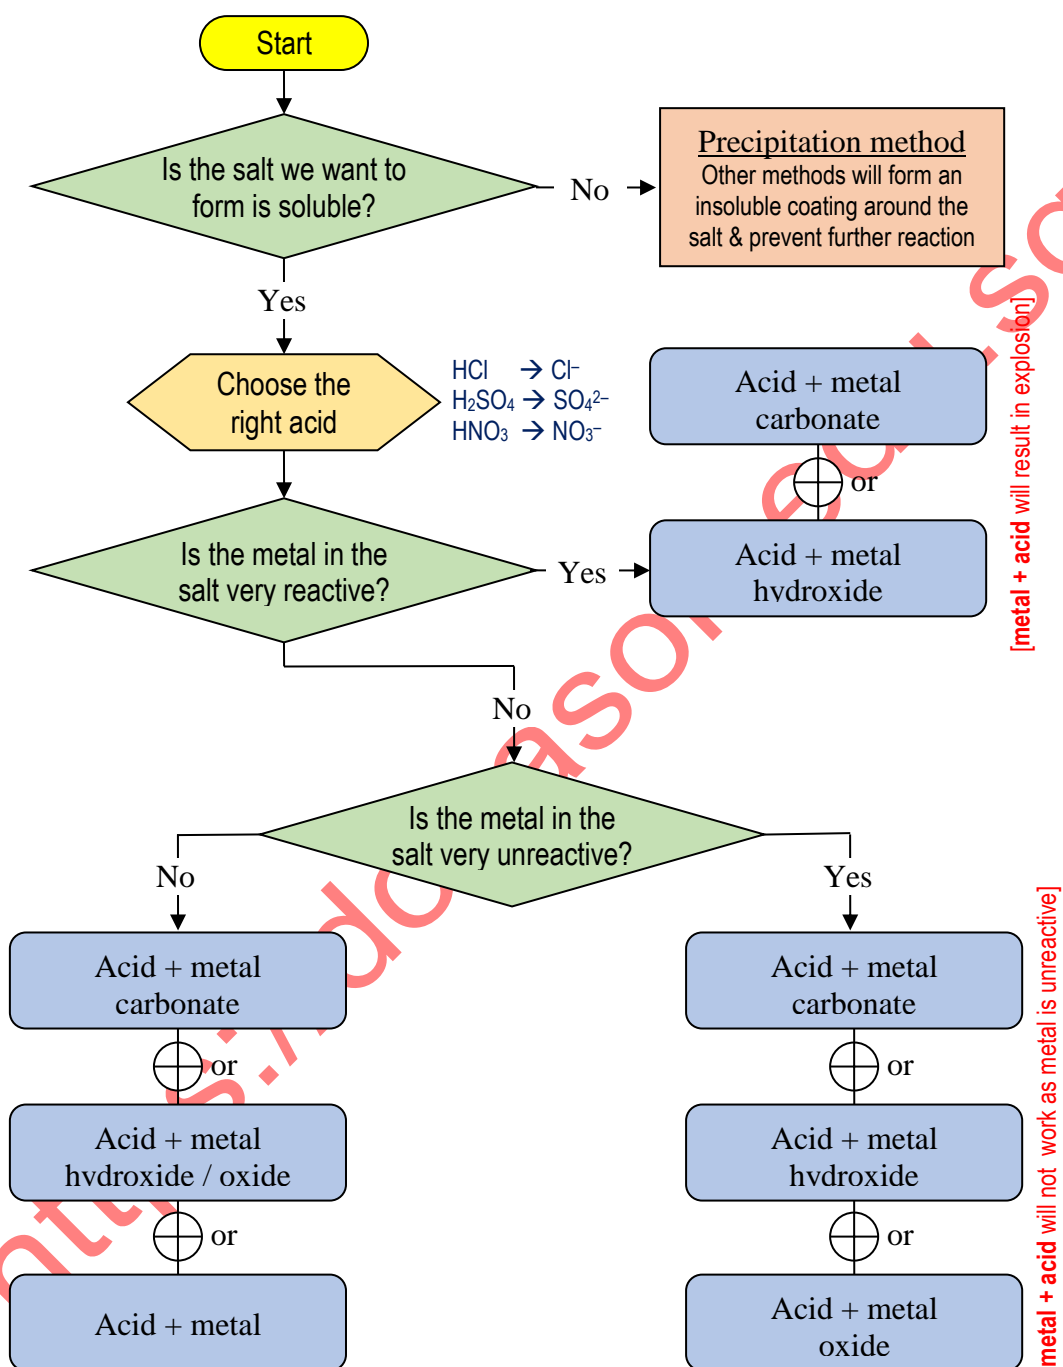 Start
Is the salt we want to
form is soluble?
No
Precipitation method
Other methods will form an
insoluble coating around the
salt & prevent further reaction
Yes
Choose the
right acid
HCl → Cl⁻
H₂SO₄ → SO₄²⁻
HNO₃ → NO₃⁻
Acid + metal
carbonate
or
Is the metal in the
salt very reactive?
Yes
Acid + metal
hydroxide
[metal + acid will result in explosion]
No
Is the metal in the
salt very unreactive?
No
Yes
Acid + metal
carbonate
or
Acid + metal
hydroxide / oxide
or
Acid + metal
Acid + metal
carbonate
or
Acid + metal
hydroxide
or
Acid + metal
oxide
metal + acid will not work as metal is unreactive]